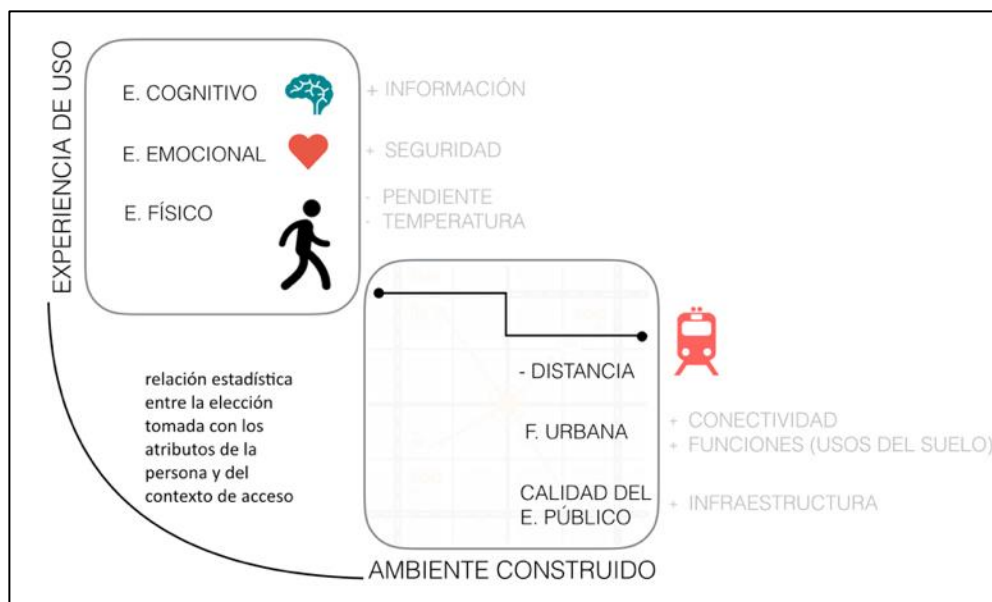 EXPERIENCIA DE USO
E. COGNITIVO
+ INFORMACIÓN
E. EMOCIONAL
+ SEGURIDAD
E. FÍSICO
- PENDIENTE
- TEMPERATURA
relación estadística
entre la elección
tomada con los
atributos de la
persona y del
contexto de acceso
- DISTANCIA
F. URBANA
+ CONECTIVIDAD
+ FUNCIONES (USOS DEL SUELO)
CALIDAD DEL
E. PÚBLICO
+ INFRAESTRUCTURA
AMBIENTE CONSTRUIDO